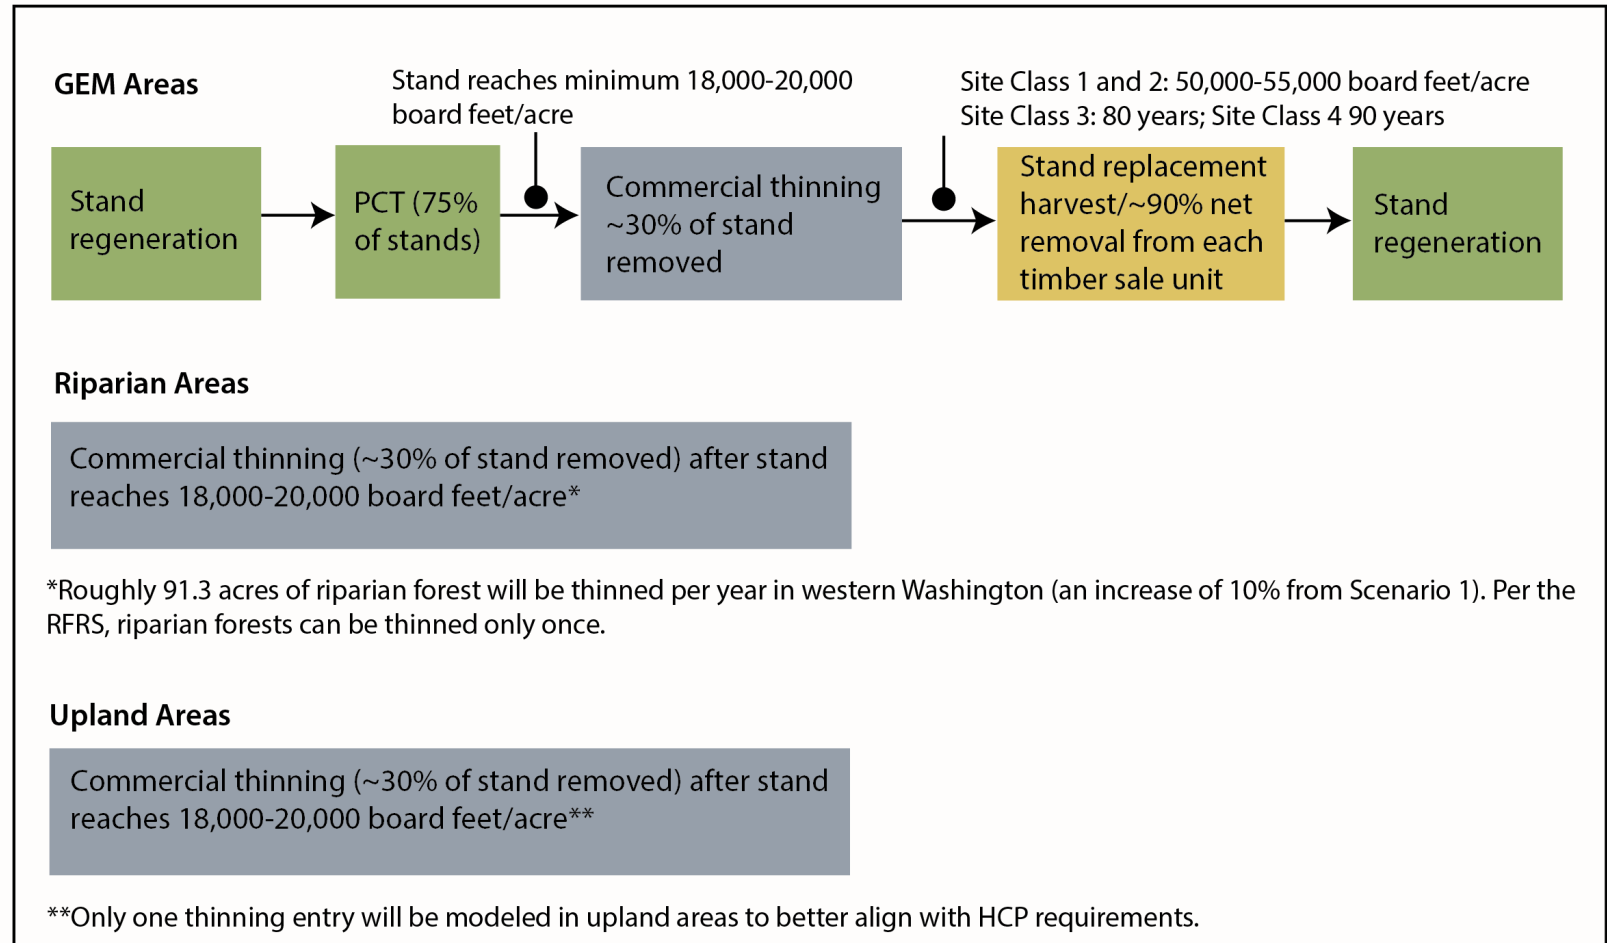 GEM Areas
Stand reaches minimum 18,000-20,000
board feet/acre
Site Class 1 and 2: 50,000-55,000 board feet/acre
Site Class 3: 80 years; Site Class 4 90 years
Stand
regeneration
PCT (75%
of stands)
Commercial thinning
~30% of stand
removed
Stand replacement
harvest/~90% net
removal from each
timber sale unit
Stand
regeneration
Riparian Areas
Commercial thinning (~30% of stand removed) after stand
reaches 18,000-20,000 board feet/acre*
*Roughly 91.3 acres of riparian forest will be thinned per year in western Washington (an increase of 10% from Scenario 1). Per the
RFRS, riparian forests can be thinned only once.
Upland Areas
Commercial thinning (~30% of stand removed) after stand
reaches 18,000-20,000 board feet/acre**
**Only one thinning entry will be modeled in upland areas to better align with HCP requirements.